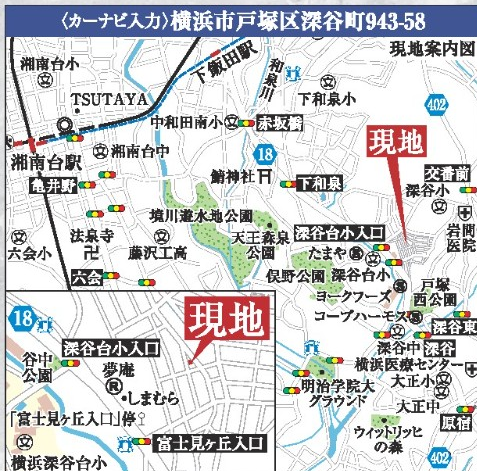 〈カーナビ入力〉横浜市戸塚区深谷町943-58
現地案内図
湘南台小
TSUTAYA
下飯田駅
和泉川
下和泉小
402
中和田南小
赤坂橋
18
現地
湘南台駅
湘南台中
亀井野
鯖神社
下和泉
交番前
深谷小
岩間医院
境川遊水地公園
法泉寺
天王森泉公園
深谷台小入口
たまや
六会小
藤沢工高
俣野公園
深谷台小
六会
ヨークフーズ
戸塚西公園
コープハーモス
深谷東
深谷中
深谷
横浜医療センター
明治学院大グラウンド
大正小
大正中
原宿
ウィットリッヒの森
402
18
現地
深谷台小入口
谷中公園
夢庵
しまむら
「富士見ヶ丘入口」停
富士見ヶ丘入口
横浜深谷台小